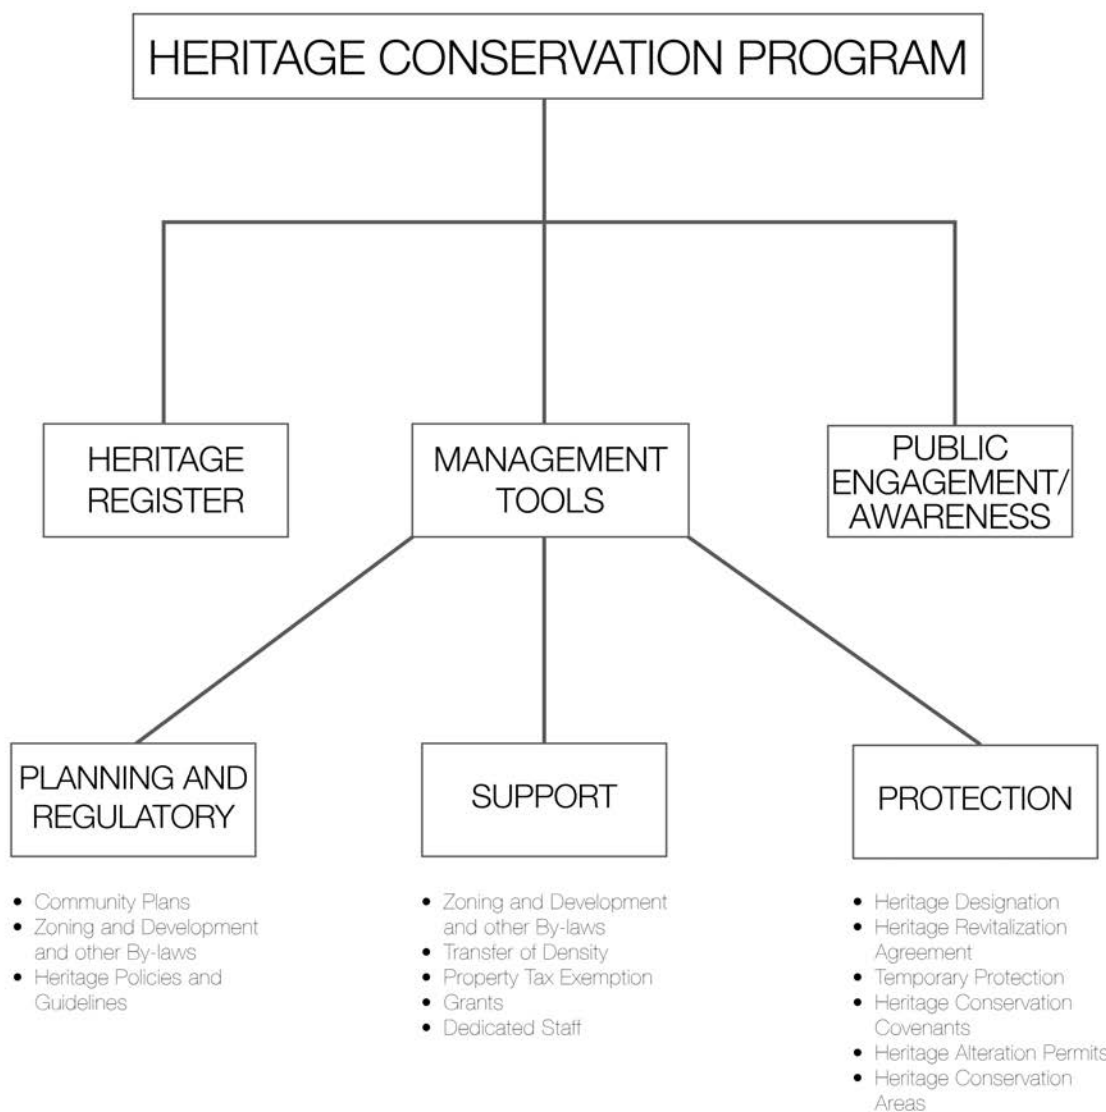 HERITAGE CONSERVATION PROGRAM
HERITAGE
REGISTER
MANAGEMENT
TOOLS
PUBLIC
ENGAGEMENT/
AWARENESS
PLANNING AND
REGULATORY
SUPPORT
PROTECTION
• Community Plans
• Zoning and Development
and other By-laws
• Heritage Policies and
Guidelines
• Zoning and Development
and other By-laws
• Transfer of Density
• Property Tax Exemption
• Grants
• Dedicated Staff
• Heritage Designation
• Heritage Revitalization
Agreement
• Temporary Protection
• Heritage Conservation
Covenants
• Heritage Alteration Permits
• Heritage Conservation
Areas